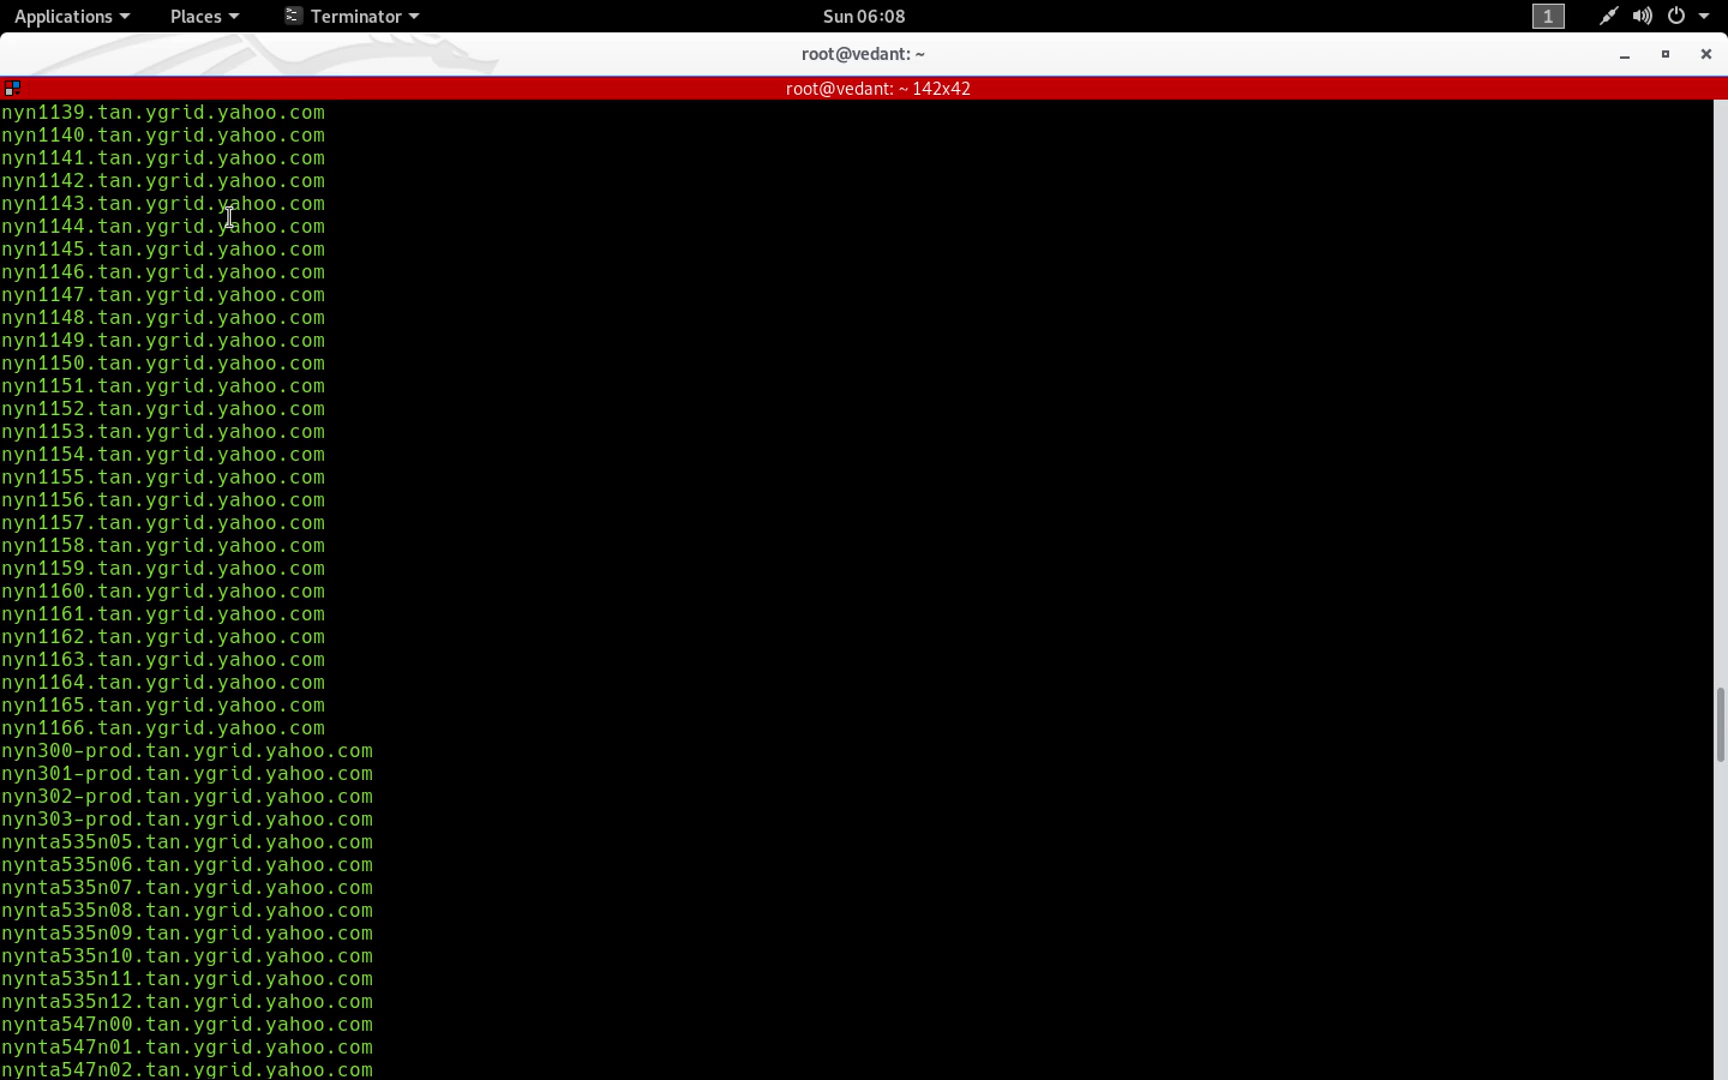 Applications Places Terminator Sun 06:08 1
root@vedant: ~
root@vedant: ~ 142x42
nyn1139.tan.ygrid.yahoo.com
nyn1140.tan.ygrid.yahoo.com
nyn1141.tan.ygrid.yahoo.com
nyn1142.tan.ygrid.yahoo.com
nyn1143.tan.ygrid.yahoo.com
nyn1144.tan.ygrid.yahoo.com
nyn1145.tan.ygrid.yahoo.com
nyn1146.tan.ygrid.yahoo.com
nyn1147.tan.ygrid.yahoo.com
nyn1148.tan.ygrid.yahoo.com
nyn1149.tan.ygrid.yahoo.com
nyn1150.tan.ygrid.yahoo.com
nyn1151.tan.ygrid.yahoo.com
nyn1152.tan.ygrid.yahoo.com
nyn1153.tan.ygrid.yahoo.com
nyn1154.tan.ygrid.yahoo.com
nyn1155.tan.ygrid.yahoo.com
nyn1156.tan.ygrid.yahoo.com
nyn1157.tan.ygrid.yahoo.com
nyn1158.tan.ygrid.yahoo.com
nyn1159.tan.ygrid.yahoo.com
nyn1160.tan.ygrid.yahoo.com
nyn1161.tan.ygrid.yahoo.com
nyn1162.tan.ygrid.yahoo.com
nyn1163.tan.ygrid.yahoo.com
nyn1164.tan.ygrid.yahoo.com
nyn1165.tan.ygrid.yahoo.com
nyn1166.tan.ygrid.yahoo.com
nyn300-prod.tan.ygrid.yahoo.com
nyn301-prod.tan.ygrid.yahoo.com
nyn302-prod.tan.ygrid.yahoo.com
nyn303-prod.tan.ygrid.yahoo.com
nynta535n05.tan.ygrid.yahoo.com
nynta535n06.tan.ygrid.yahoo.com
nynta535n07.tan.ygrid.yahoo.com
nynta535n08.tan.ygrid.yahoo.com
nynta535n09.tan.ygrid.yahoo.com
nynta535n10.tan.ygrid.yahoo.com
nynta535n11.tan.ygrid.yahoo.com
nynta535n12.tan.ygrid.yahoo.com
nynta547n00.tan.ygrid.yahoo.com
nynta547n01.tan.ygrid.yahoo.com
nynta547n02.tan.ygrid.yahoo.com